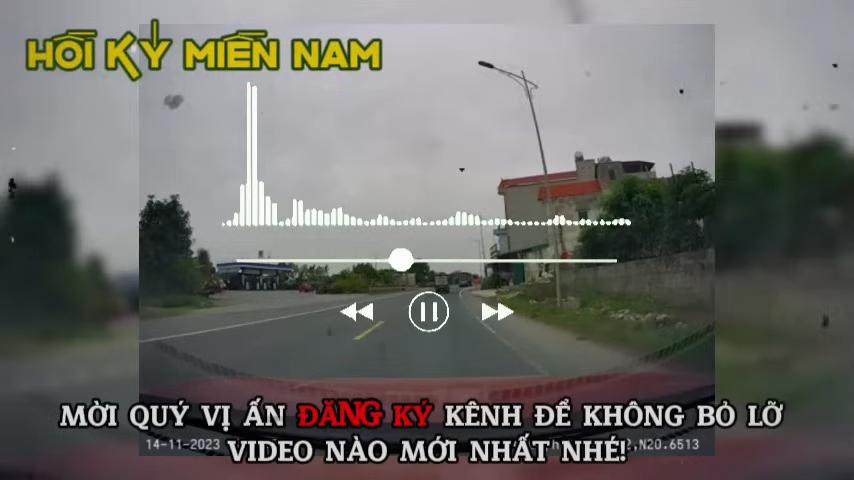 HỒI KÝ MIỀN NAM
MỜI QUÝ VỊ ẤN ĐĂNG KÝ KÊNH ĐỂ KHÔNG BỎ LỠ
14-11-2023
VIDEO NÀO MỚI NHẤT NHÉ!
N20.6513